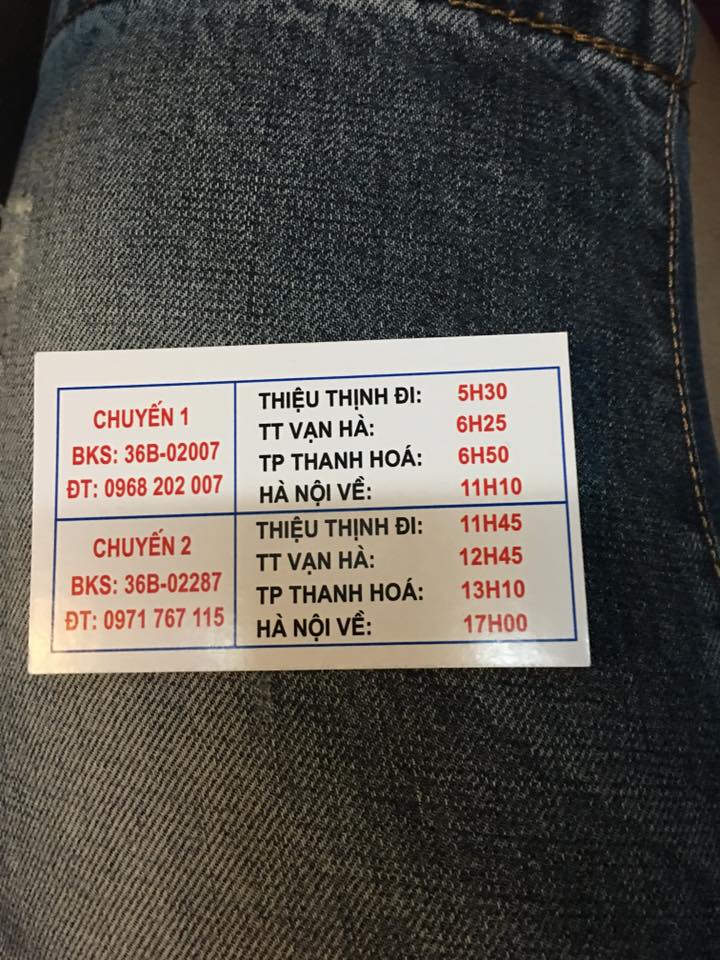 CHUYẾN 1
BKS: 36B-02007
ĐT: 0968 202 007
THIỆU THỊNH ĐI: 5H30
TT VẠN HÀ: 6H25
TP THANH HOÁ: 6H50
HÀ NỘI VỀ: 11H10
CHUYẾN 2
BKS: 36B-02287
ĐT: 0971 767 115
THIỆU THỊNH ĐI: 11H45
TT VẠN HÀ: 12H45
TP THANH HOÁ: 13H10
HÀ NỘI VỀ: 17H00